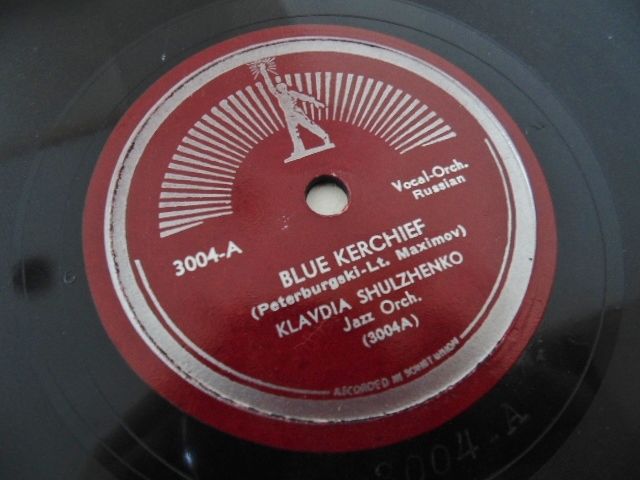 Vocal-Orch.
Russian
3004-A
BLUE KERCHIEF
(Peterburgski-Lt. Maximov)
KLAVDIA SHULZHENKO
Jazz Orch.
(3004A)
RECORDED IN SOVIET UNION
3004-A